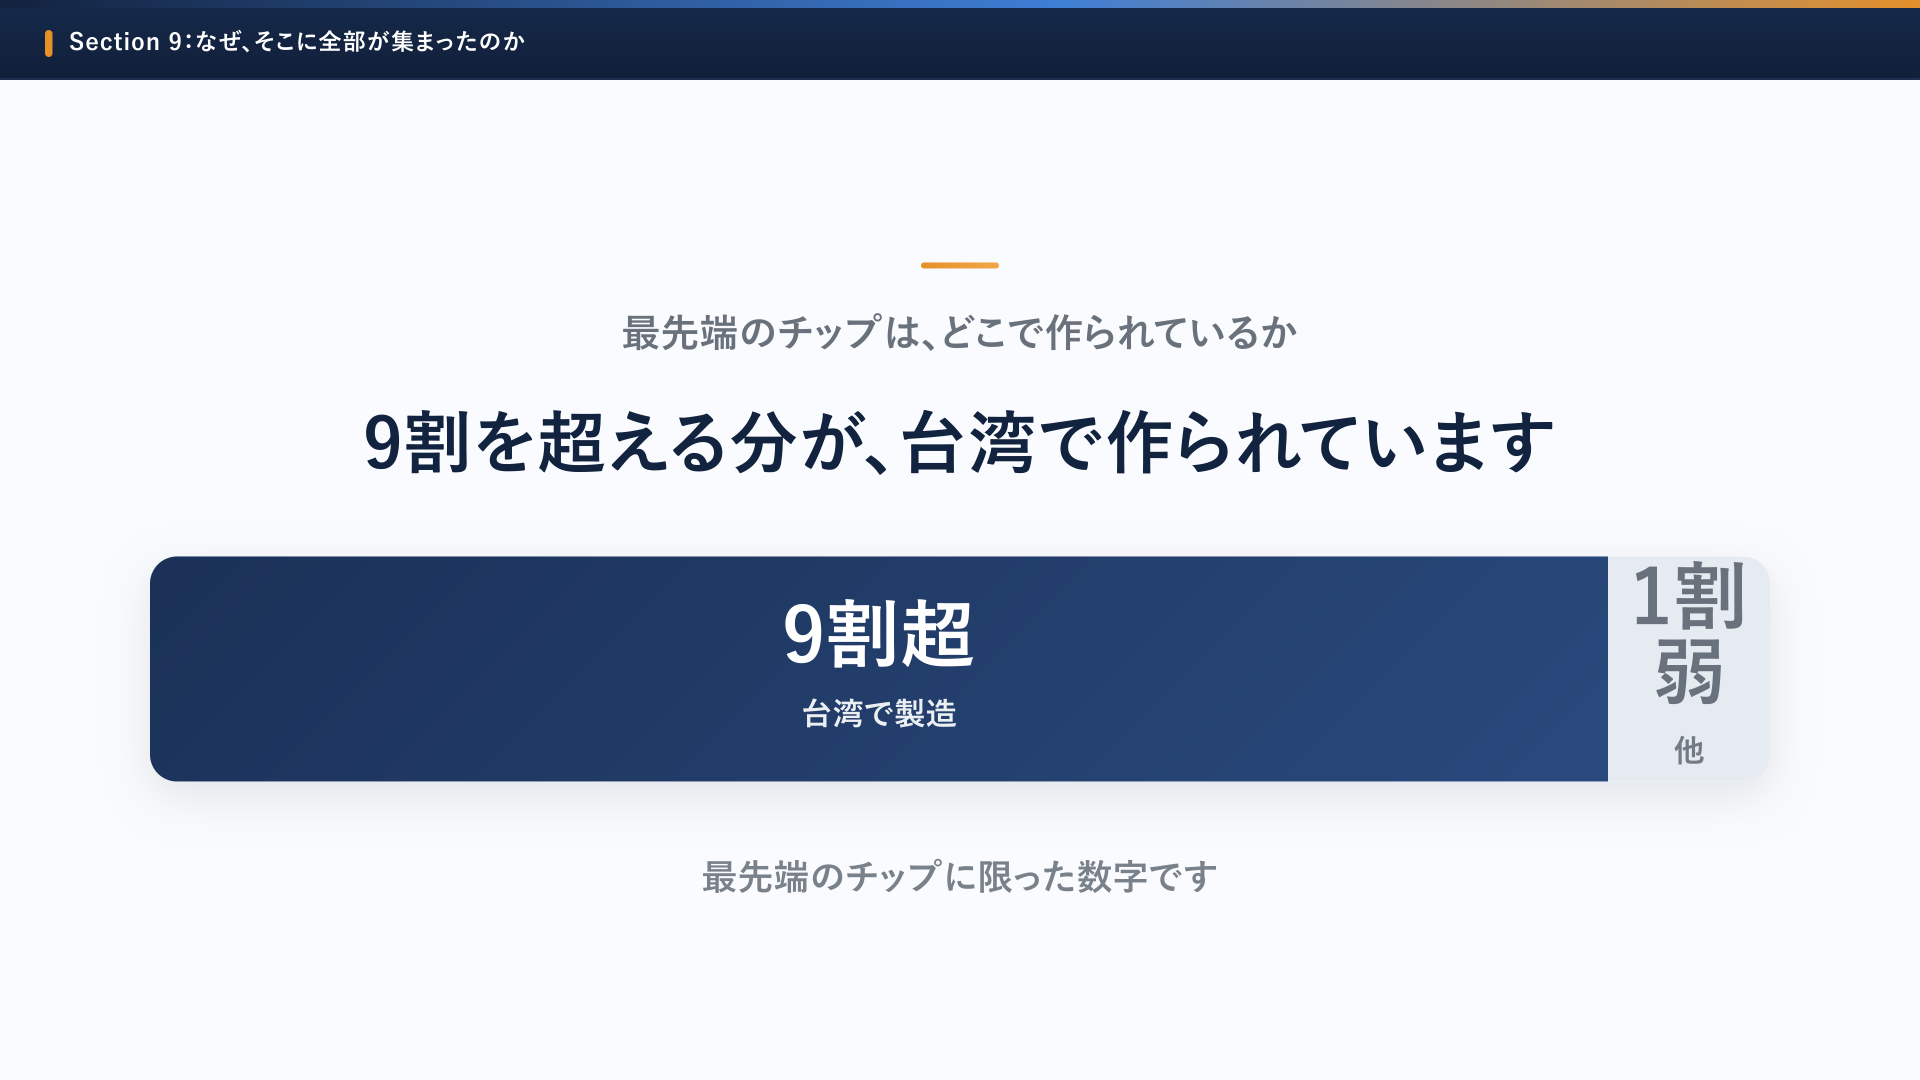 Section 9：なぜ、そこに全部が集まったのか
最先端のチップは、どこで作られているか
9割を超える分が、台湾で作られています
9割超
台湾で製造
1割
弱
他
最先端のチップに限った数字です